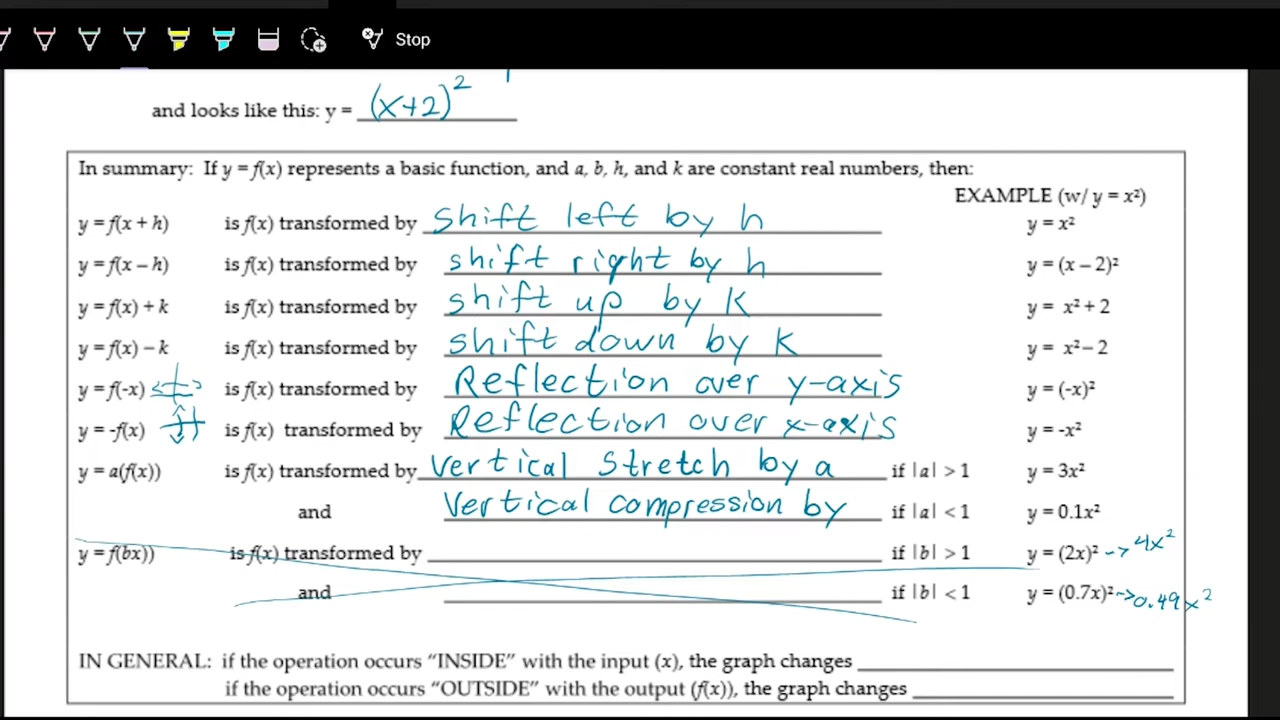 Stop
and looks like this: y = (x+2)²
In summary: If y = f(x) represents a basic function, and a, b, h, and k are constant real numbers, then:
EXAMPLE (w/ y = x²)
y = f(x + h) is f(x) transformed by shift left by h y = x²
y = f(x – h) is f(x) transformed by shift right by h y = (x – 2)²
y = f(x) + k is f(x) transformed by shift up by k y = x² + 2
y = f(x) – k is f(x) transformed by shift down by k y = x² – 2
y = f(-x) is f(x) transformed by Reflection over y-axis y = (-x)²
y = -f(x) is f(x) transformed by Reflection over x-axis y = -x²
y = a(f(x)) is f(x) transformed by vertical stretch by a if |a| > 1 y = 3x²
and vertical compression by if |a| < 1 y = 0.1x²
y = f(bx)) is f(x) transformed by if |b| > 1 y = (2x)² -> 4x²
and if |b| < 1 y = (0.7x)² -> 0.49x²
IN GENERAL: if the operation occurs “INSIDE” with the input (x), the graph changes
if the operation occurs “OUTSIDE” with the output (f(x)), the graph changes